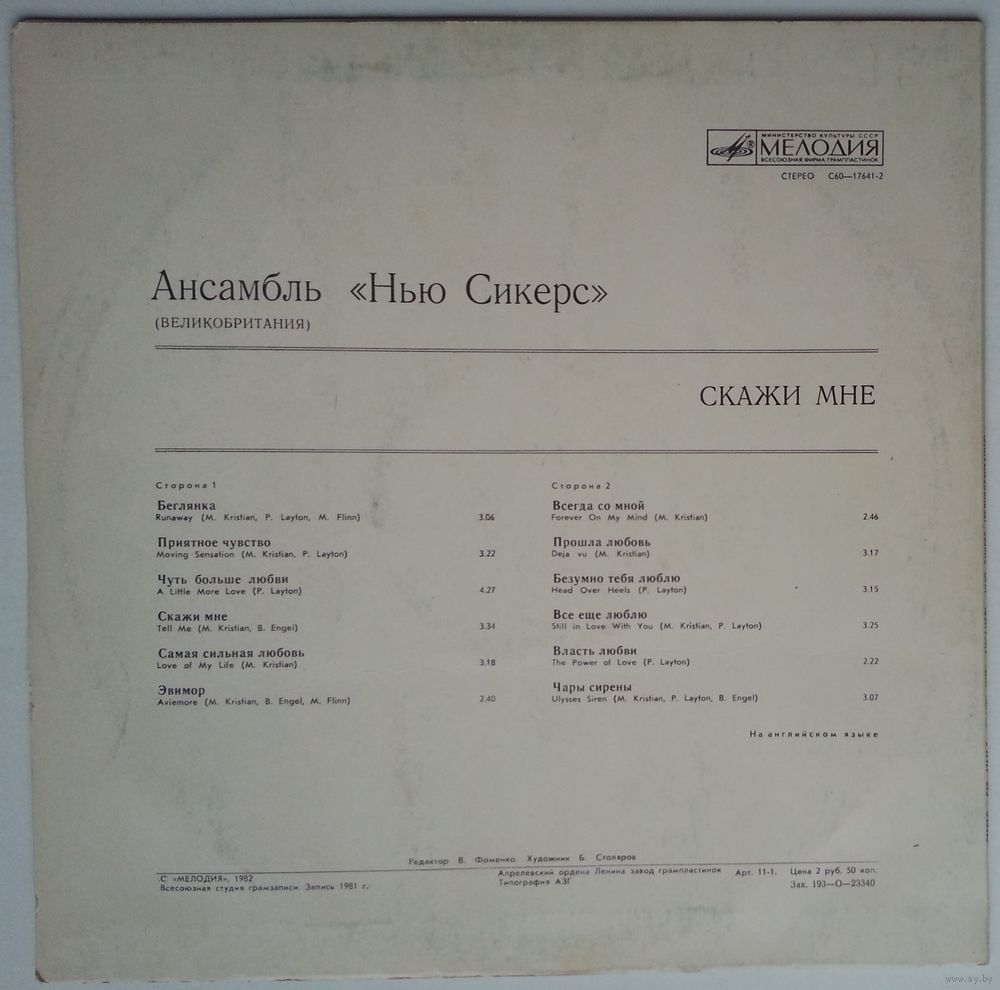 МИНИСТЕРСТВО КУЛЬТУРЫ СССР
МЕЛОДИЯ
ВСЕСОЮЗНАЯ ФИРМА ГРАМПЛАСТИНОК
СТЕРЕО С60—17641-2
Ансамбль «Нью Сикерс»
(ВЕЛИКОБРИТАНИЯ)
СКАЖИ МНЕ
Сторона 1
Беглянка
Runaway (M. Kristian, P. Layton, M. Flinn) 3.06
Приятное чувство
Moving Sensation (M. Kristian, P. Layton) 3.22
Чуть больше любви
A Little More Love (P. Layton) 4.27
Скажи мне
Tell Me (M. Kristian, B. Engel) 3.34
Самая сильная любовь
Love of My Life (M. Kristian) 3.18
Эвимор
Aviemore (M. Kristian, B. Engel, M. Flinn) 2.40
Сторона 2
Всегда со мной
Forever On My Mind (M. Kristian) 2.46
Прошла любовь
Deja vu (M. Kristian) 3.17
Безумно тебя люблю
Head Over Heels (P. Layton) 3.15
Все еще люблю
Still in Love With You (M. Kristian, P. Layton) 3.25
Власть любви
The Power of Love (P. Layton) 2.22
Чары сирены
Ulysses Siren (M. Kristian, P. Layton, B. Engel) 3.07
На английском языке
Редактор В. Фоменко. Художник Б. Столяров
С «МЕЛОДИЯ», 1982
Всесоюзная студия грамзаписи. Запись 1981 г.
Апрелевский ордена Ленина завод грампластинок
Типография АЗГ
Арт. 11-1. Цена 2 руб. 50 коп.
Зак. 193—О—23340
www.ay.by